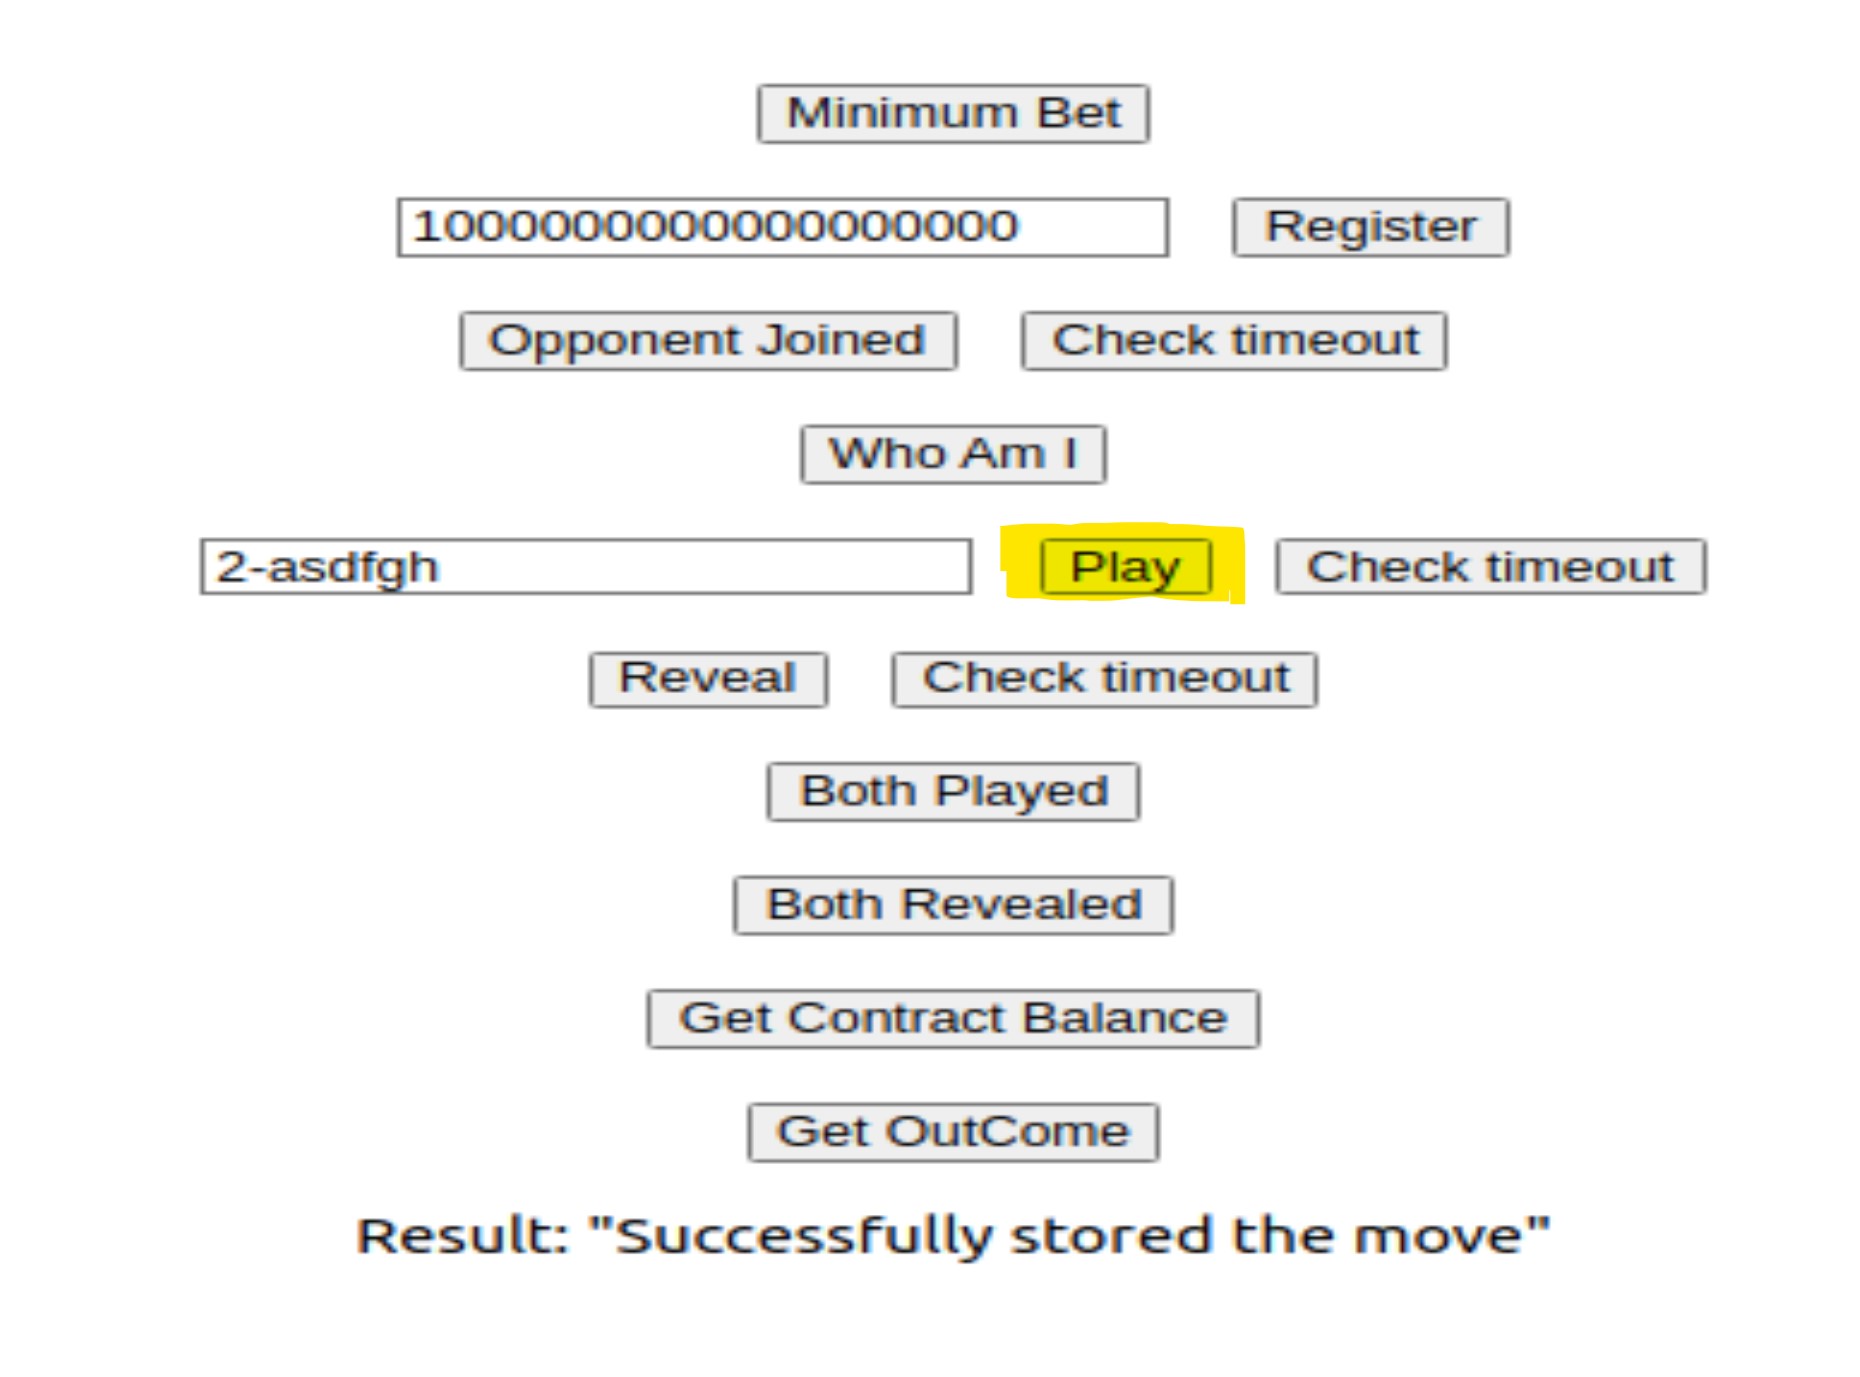 Minimum Bet
1000000000000000000 Register
Opponent Joined Check timeout
Who Am I
2-asdfgh Play Check timeout
Reveal Check timeout
Both Played
Both Revealed
Get Contract Balance
Get OutCome
Result: "Successfully stored the move"